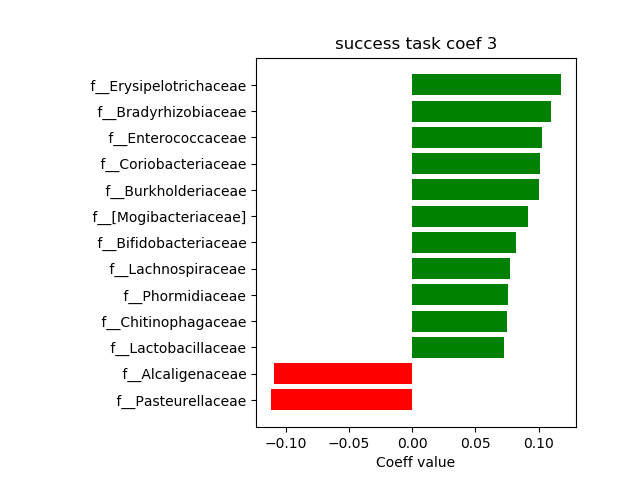 success task coef 3
f__Erysipelotrichaceae
f__Bradyrhizobiaceae
f__Enterococcaceae
f__Coriobacteriaceae
f__Burkholderiaceae
f__[Mogibacteriaceae]
f__Bifidobacteriaceae
f__Lachnospiraceae
f__Phormidiaceae
f__Chitinophagaceae
f__Lactobacillaceae
f__Alcaligenaceae
f__Pasteurellaceae
−0.10 −0.05 0.00 0.05 0.10
Coeff value